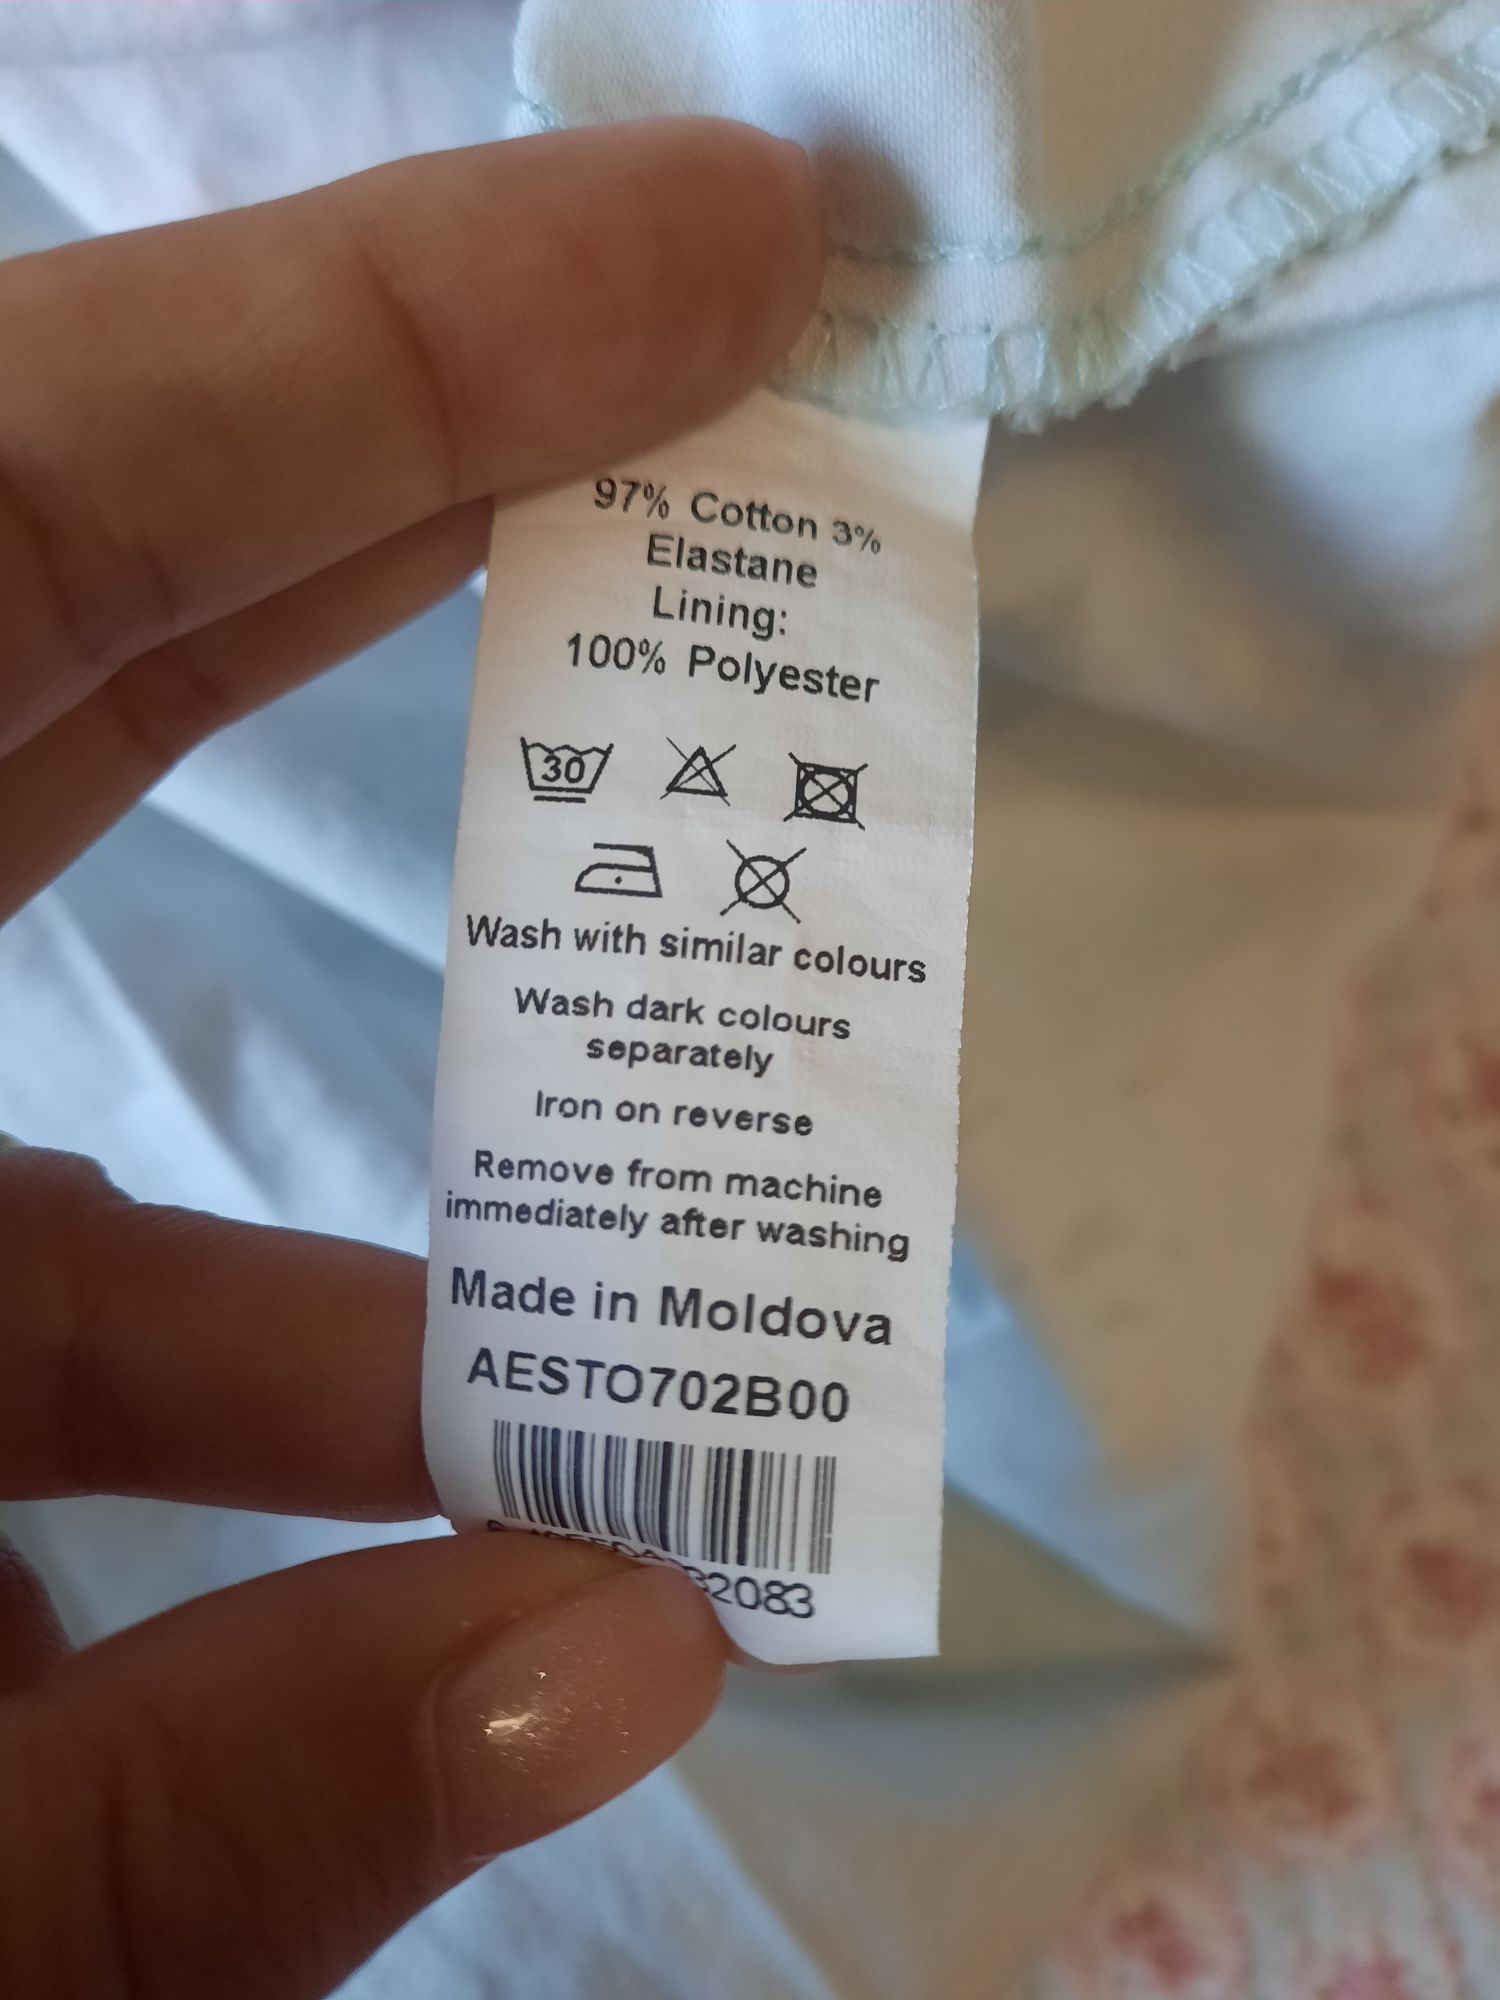 97% Cotton 3%
Elastane
Lining:
100% Polyester
30
Wash with similar colours
Wash dark colours
separately
Iron on reverse
Remove from machine
immediately after washing
Made in Moldova
AESTO702B00
32083